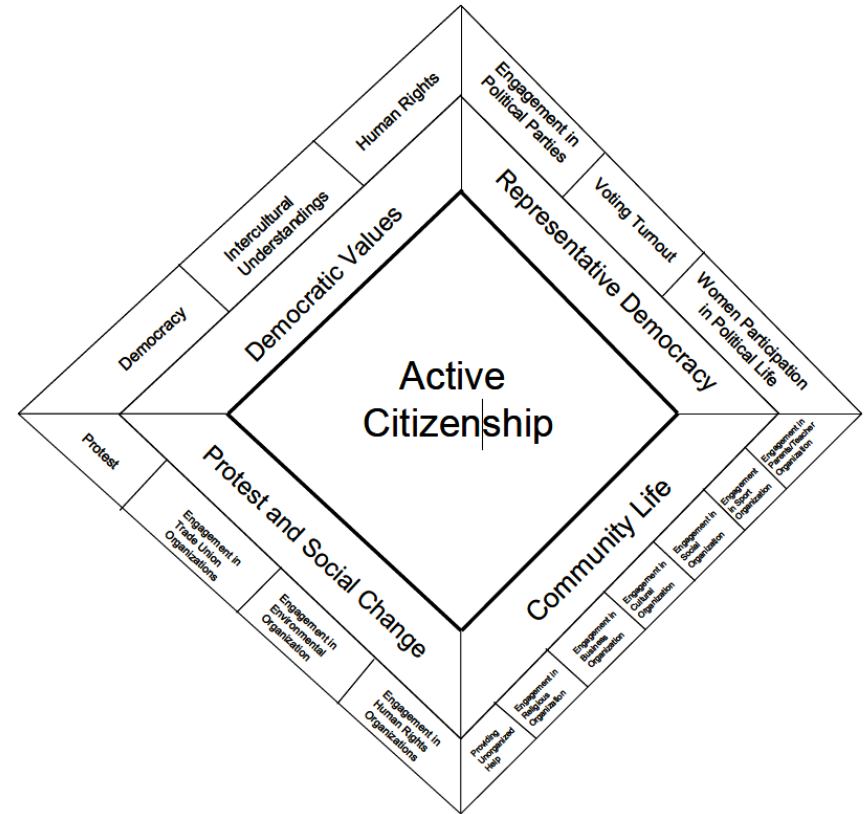 Human Rights
Engagement in
Political Parties
Intercultural
Understandings
Voting Turnout
Democracy
Women Participation
in Political Life
Democratic Values
Representative Democracy
Active
Citizenship
Protest and Social Change
Community Life
Protest
Engagement in
Trade Union
Organizations
Engagement in
Environmental
Organization
Engagement in
Human Rights
Organizations
Engagement in
Parents/Teacher
Organization
Engagement
in Sport
Organization
Engagement in
Social
Organization
Engagement in
Cultural
Organization
Engagement in
Business
Organization
Engagement in
Religious
Organization
Providing
Unorganized
Help